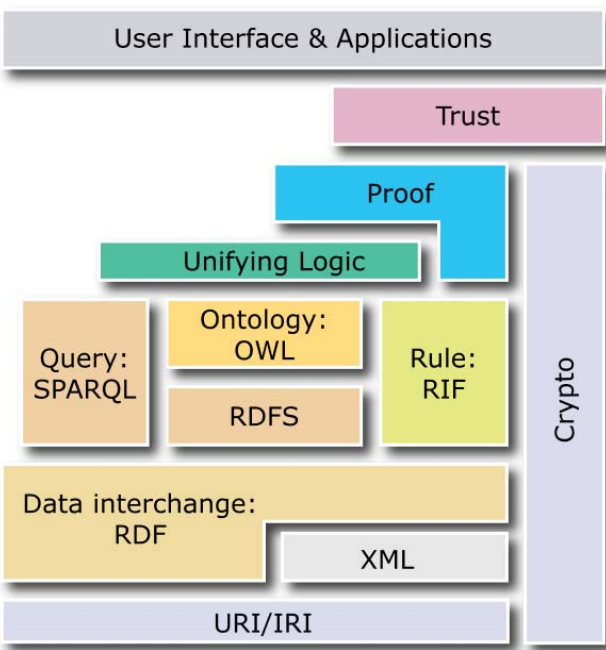 User Interface & Applications
Trust
Proof
Unifying Logic
Query:
SPARQL
Ontology:
OWL
RDFS
Rule:
RIF
Crypto
Data interchange:
RDF
XML
URI/IRI